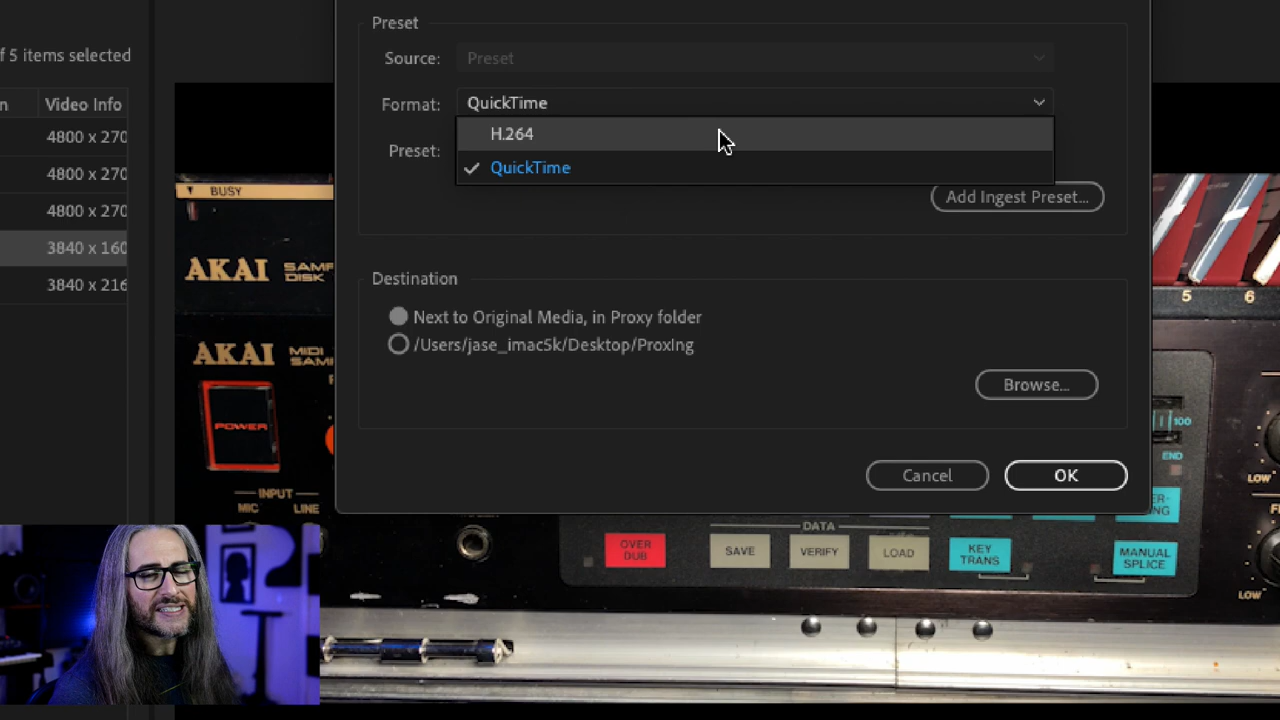 Preset
f 5 items selected
Source: Preset
n Video Info
Format: QuickTime
H.264
QuickTime
Preset:
4800 x 270
4800 x 270
4800 x 270
3840 x 160
3840 x 216
Add Ingest Preset...
BUSY
AKAI
Destination
Next to Original Media, in Proxy folder
/Users/jase_imac5k/Desktop/ProxIng
Browse...
Cancel
OK
AKAI MIDI
POWER
INPUT
MIC LINE
5 6
100
END
LOW
DATA
OVER
DUB
SAVE
VERIFY
LOAD
KEY
TRANS
MANUAL
SPLICE
LOW